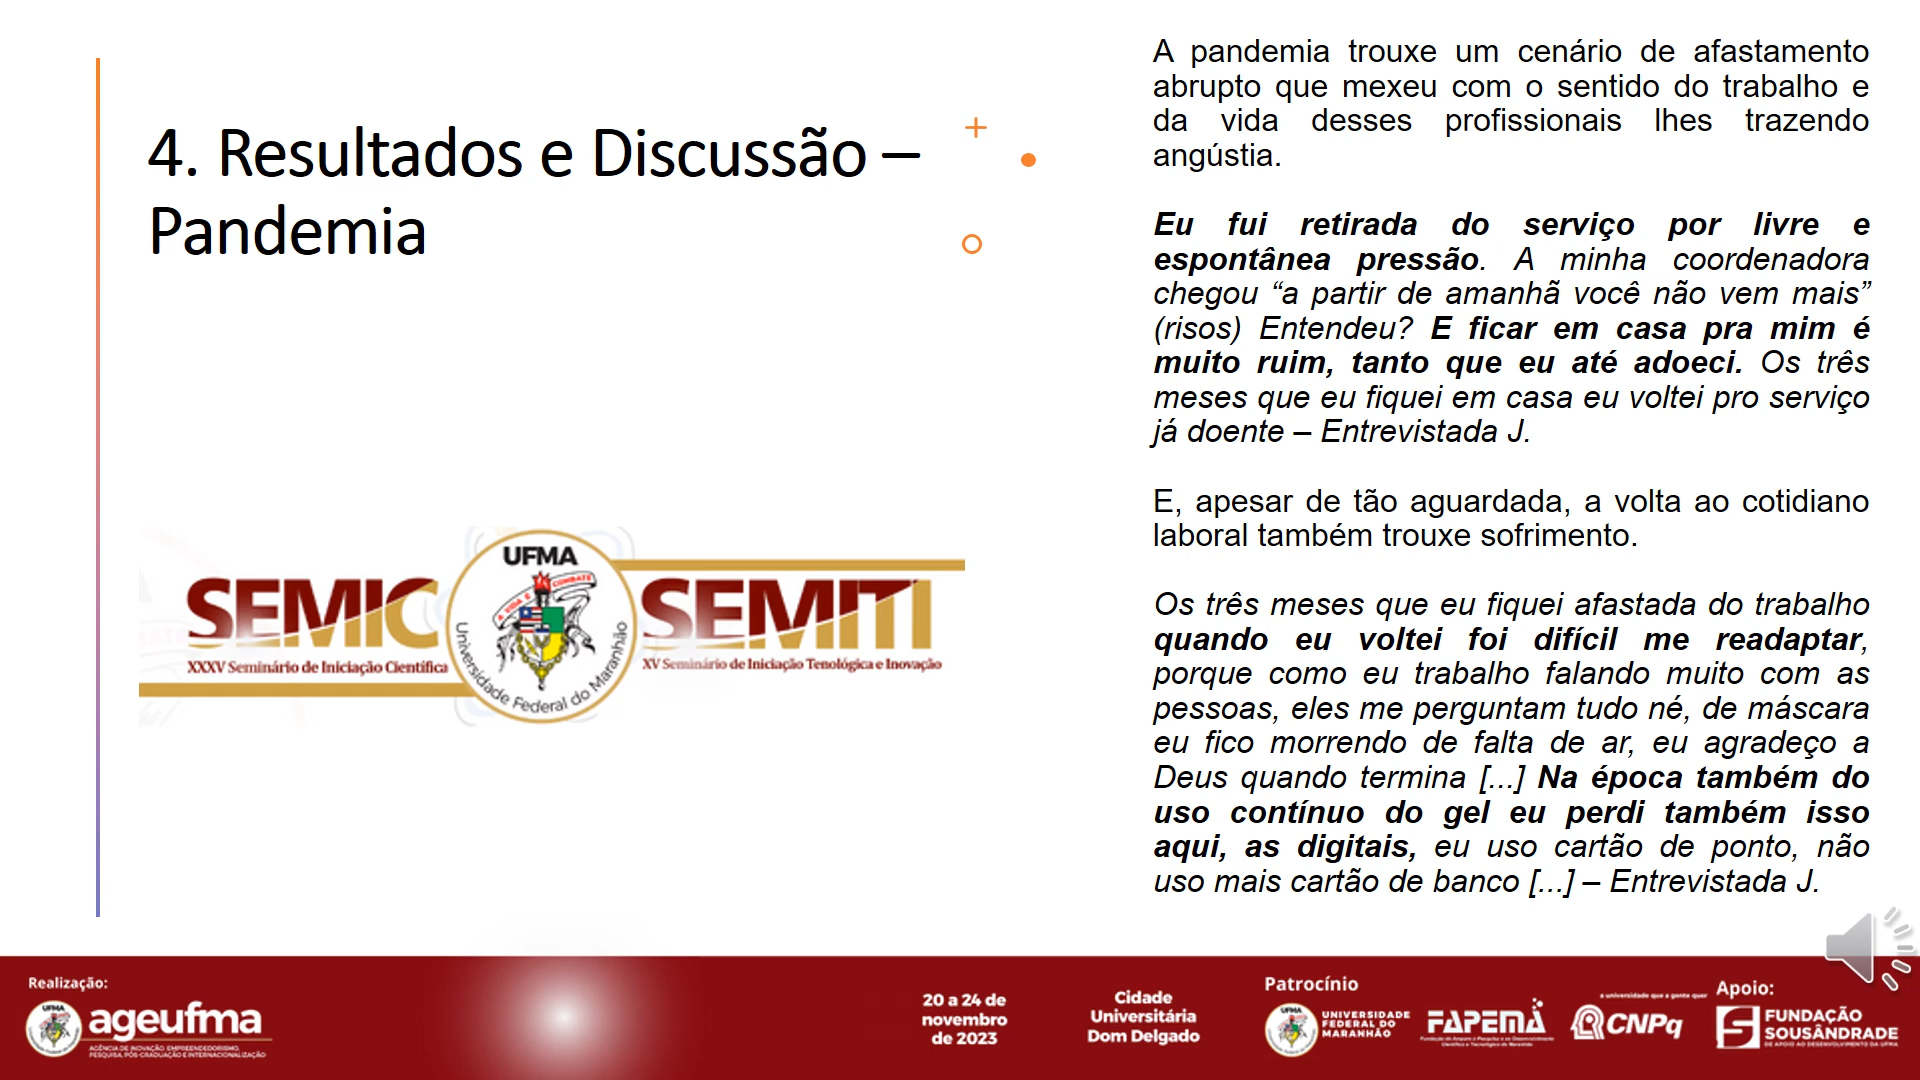 4. Resultados e Discussão –
Pandemia
A pandemia trouxe um cenário de afastamento
abrupto que mexeu com o sentido do trabalho e
da vida desses profissionais lhes trazendo
angústia.
Eu fui retirada do serviço por livre e
espontânea pressão. A minha coordenadora
chegou “a partir de amanhã você não vem mais”
(risos) Entendeu? E ficar em casa pra mim é
muito ruim, tanto que eu até adoeci. Os três
meses que eu fiquei em casa eu voltei pro serviço
já doente – Entrevistada J.
E, apesar de tão aguardada, a volta ao cotidiano
laboral também trouxe sofrimento.
Os três meses que eu fiquei afastada do trabalho
quando eu voltei foi difícil me readaptar,
porque como eu trabalho falando muito com as
pessoas, eles me perguntam tudo né, de máscara
eu fico morrendo de falta de ar, eu agradeço a
Deus quando termina [...] Na época também do
uso contínuo do gel eu perdi também isso
aqui, as digitais, eu uso cartão de ponto, não
uso mais cartão de banco [...] – Entrevistada J.
SEMIC
XXXV Seminário de Iniciação Científica
UFMA
A VIDA É COMBATE
Universidade Federal do Maranhão
SEMITI
XV Seminário de Iniciação Tenológica e Inovação
Realização:
UFMA
ageufma
AGÊNCIA DE INOVAÇÃO, EMPREENDEDORISMO,
PESQUISA, PÓS-GRADUAÇÃO E INTERNACIONALIZAÇÃO
20 a 24 de
novembro
de 2023
Cidade
Universitária
Dom Delgado
Patrocínio
UFMA
UNIVERSIDADE
FEDERAL DO
MARANHÃO
FAPEMA
Fundação de Amparo à Pesquisa e ao Desenvolvimento
Científico e Tecnológico do Maranhão
a universidade que a gente quer
CNPq
Apoio:
FUNDAÇÃO
SOUSÂNDRADE
DE APOIO AO DESENVOLVIMENTO DA UFMA